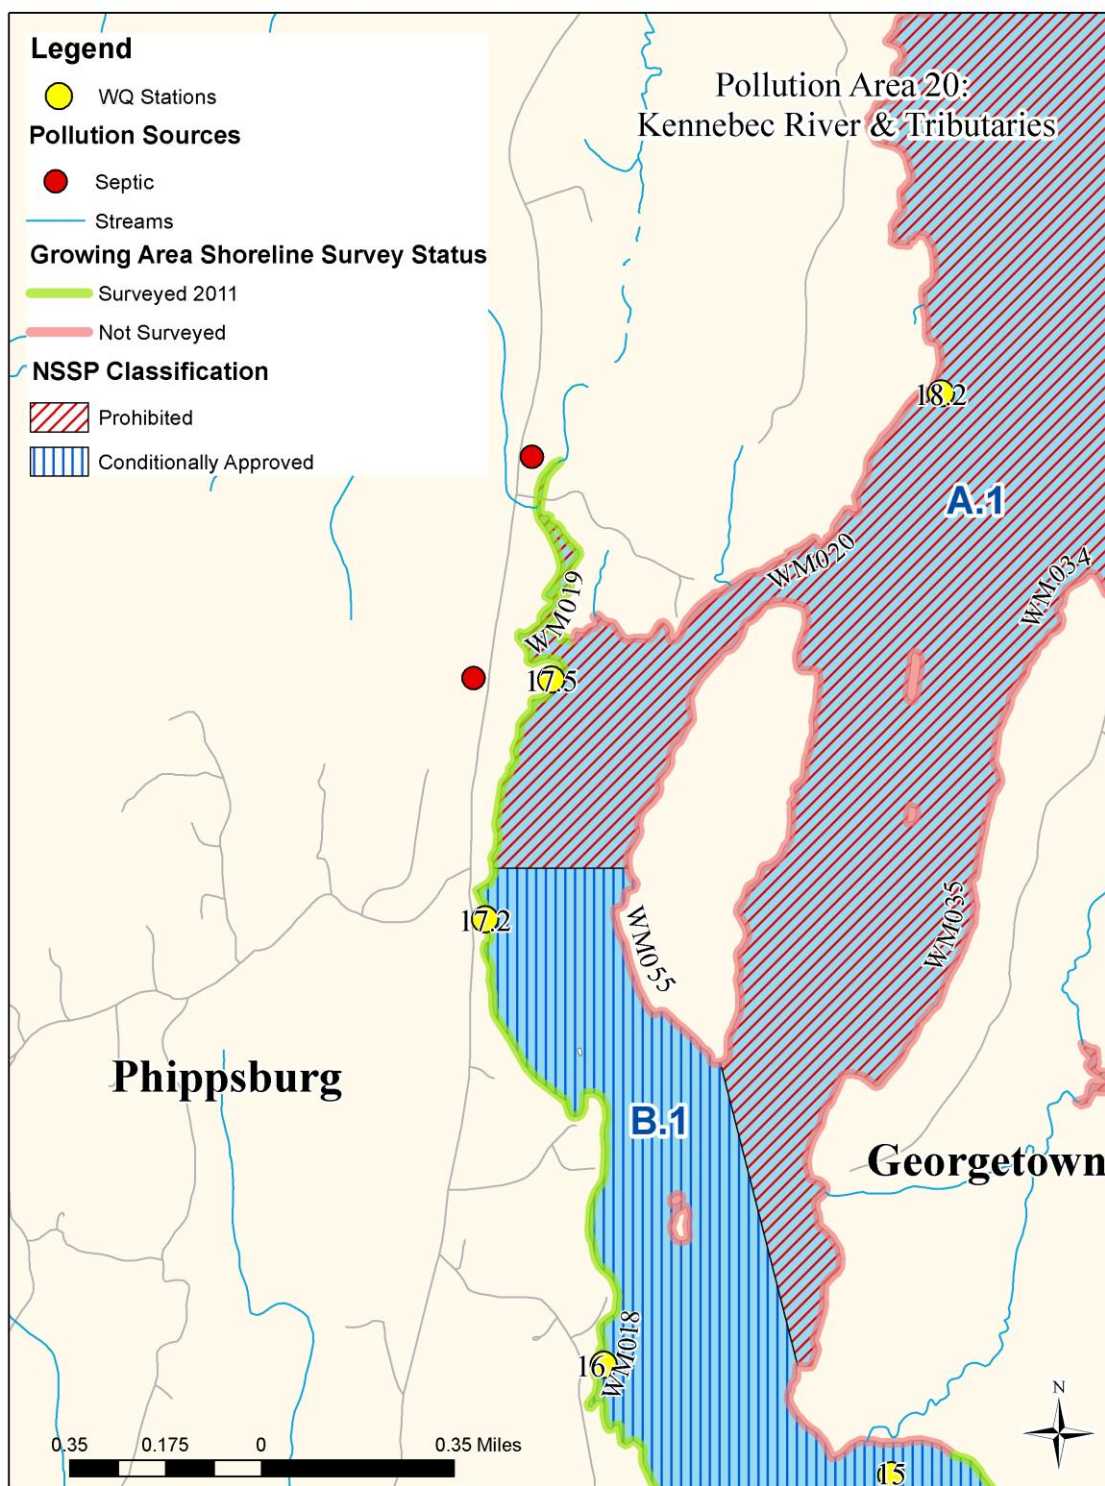 Legend
WQ Stations
Pollution Sources
Septic
Streams
Growing Area Shoreline Survey Status
Surveyed 2011
Not Surveyed
NSSP Classification
Prohibited
Conditionally Approved
Pollution Area 20:
Kennebec River & Tributaries
18.2
A.1
WM020
WM034
WM019
17.5
WM035
17.2
WM055
Phippsburg
B.1
Georgetown
16
WM018
N
0.35 0.175 0 0.35 Miles
15